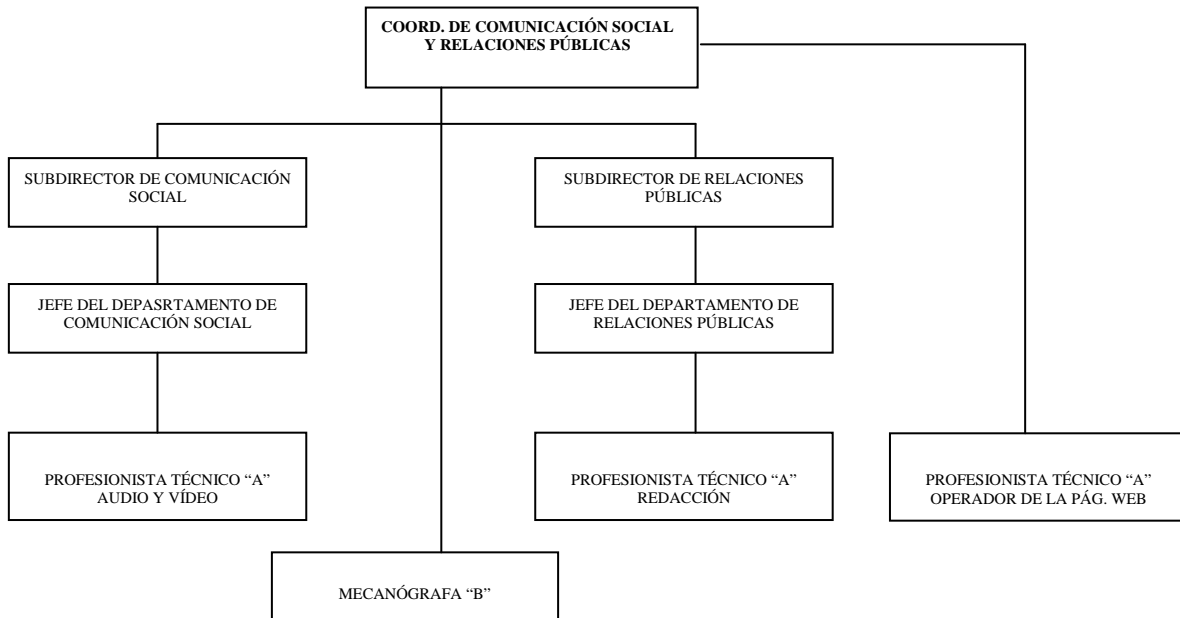 COORD. DE COMUNICACIÓN SOCIAL
Y RELACIONES PÚBLICAS
SUBDIRECTOR DE COMUNICACIÓN
SOCIAL
SUBDIRECTOR DE RELACIONES
PÚBLICAS
JEFE DEL DEPASRTAMENTO DE
COMUNICACIÓN SOCIAL
JEFE DEL DEPARTAMENTO DE
RELACIONES PÚBLICAS
PROFESIONISTA TÉCNICO “A”
AUDIO Y VÍDEO
PROFESIONISTA TÉCNICO “A”
REDACCIÓN
PROFESIONISTA TÉCNICO “A”
OPERADOR DE LA PÁG. WEB
MECANÓGRAFA “B”